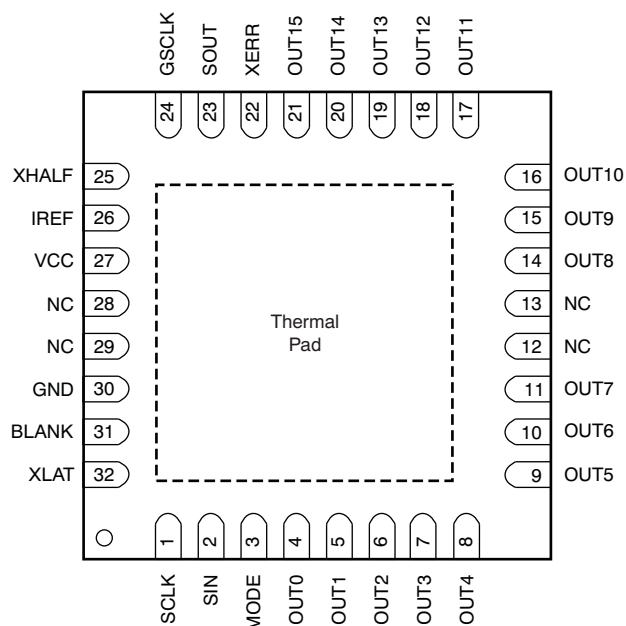 GSCLK
SOUT
XERR
OUT15
OUT14
OUT13
OUT12
OUT11
24
23
22
21
20
19
18
17
XHALF 25
IREF 26
VCC 27
NC 28
NC 29
GND 30
BLANK 31
XLAT 32
Thermal
Pad
16 OUT10
15 OUT9
14 OUT8
13 NC
12 NC
11 OUT7
10 OUT6
9 OUT5
1
2
3
4
5
6
7
8
SCLK
SIN
MODE
OUT0
OUT1
OUT2
OUT3
OUT4